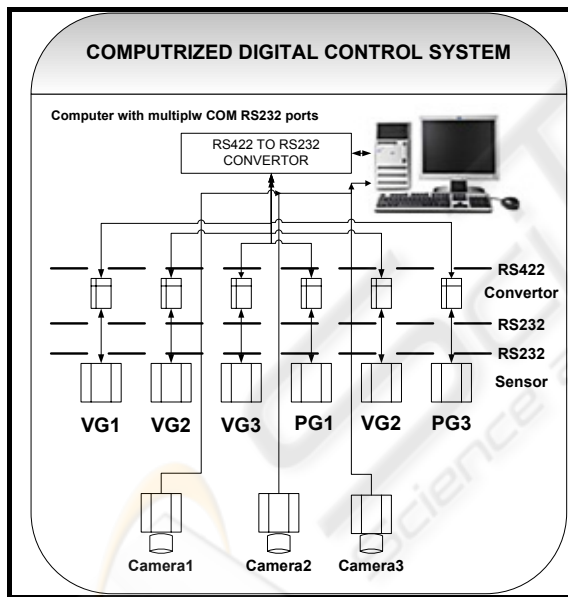 COMPUTRIZED DIGITAL CONTROL SYSTEM
Computer with multiplw COM RS232 ports
RS422 TO RS232
CONVERTOR
RS422
Convertor
RS232
RS232
Sensor
VG1 VG2 VG3 PG1 VG2 PG3
Camera1 Camera2 Camera3